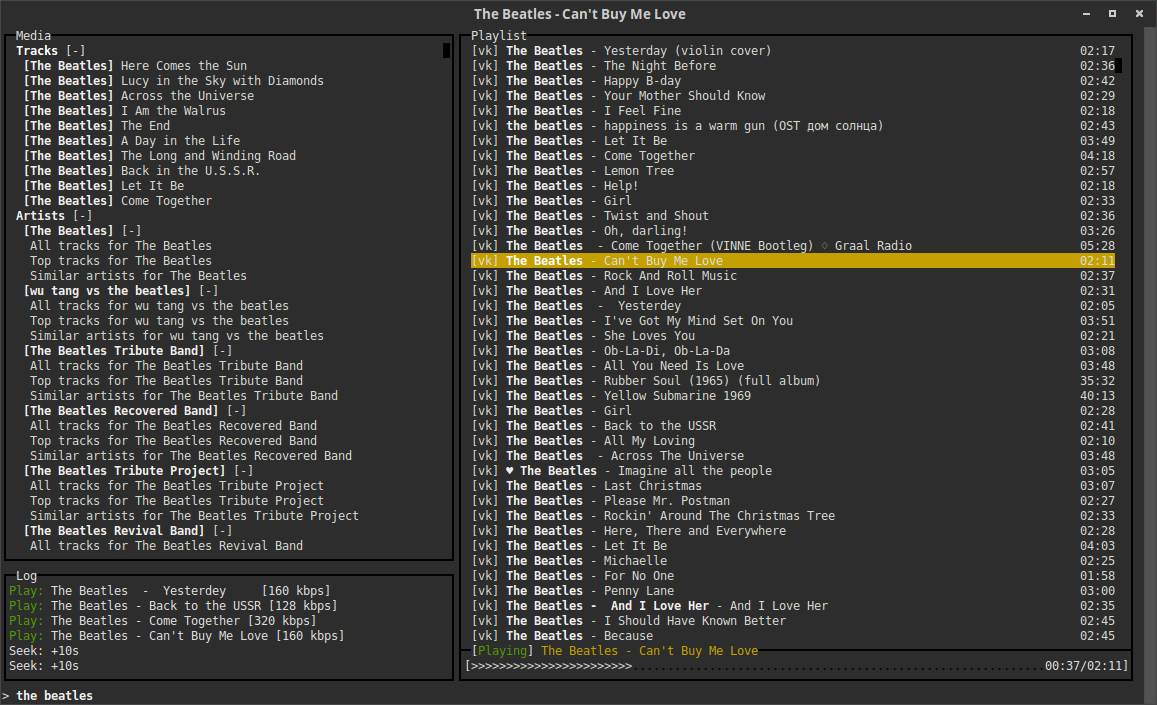 The Beatles - Can't Buy Me Love
Media
Tracks [-]
[The Beatles] Here Comes the Sun
[The Beatles] Lucy in the Sky with Diamonds
[The Beatles] Across the Universe
[The Beatles] I Am the Walrus
[The Beatles] The End
[The Beatles] A Day in the Life
[The Beatles] The Long and Winding Road
[The Beatles] Back in the U.S.S.R.
[The Beatles] Let It Be
[The Beatles] Come Together
Artists [-]
[The Beatles] [-]
All tracks for The Beatles
Top tracks for The Beatles
Similar artists for The Beatles
[wu tang vs the beatles] [-]
All tracks for wu tang vs the beatles
Top tracks for wu tang vs the beatles
Similar artists for wu tang vs the beatles
[The Beatles Tribute Band] [-]
All tracks for The Beatles Tribute Band
Top tracks for The Beatles Tribute Band
Similar artists for The Beatles Tribute Band
[The Beatles Recovered Band] [-]
All tracks for The Beatles Recovered Band
Top tracks for The Beatles Recovered Band
Similar artists for The Beatles Recovered Band
[The Beatles Tribute Project] [-]
All tracks for The Beatles Tribute Project
Top tracks for The Beatles Tribute Project
Similar artists for The Beatles Tribute Project
[The Beatles Revival Band] [-]
All tracks for The Beatles Revival Band
Log
Play: The Beatles  -  Yesterday     [160 kbps]
Play: The Beatles - Back to the USSR [128 kbps]
Play: The Beatles - Come Together [320 kbps]
Play: The Beatles - Can't Buy Me Love [160 kbps]
Seek: +10s
Seek: +10s
Playlist
[vk] The Beatles - Yesterday (violin cover) 02:17
[vk] The Beatles - The Night Before 02:36
[vk] The Beatles - Happy B-day 02:42
[vk] The Beatles - Your Mother Should Know 02:29
[vk] The Beatles - I Feel Fine 02:18
[vk] the beatles - happiness is a warm gun (OST дом солнца) 02:43
[vk] The Beatles - Let It Be 03:49
[vk] The Beatles - Come Together 04:18
[vk] The Beatles - Lemon Tree 02:57
[vk] The Beatles - Help! 02:18
[vk] The Beatles - Girl 02:33
[vk] The Beatles - Twist and Shout 02:36
[vk] The Beatles - Oh, darling! 03:26
[vk] The Beatles  - Come Together (VINNE Bootleg) ♢ Graal Radio 05:28
[vk] The Beatles - Can't Buy Me Love 02:11
[vk] The Beatles - Rock And Roll Music 02:37
[vk] The Beatles - And I Love Her 02:31
[vk] The Beatles  -  Yesterdey 02:05
[vk] The Beatles - I've Got My Mind Set On You 03:51
[vk] The Beatles - She Loves You 02:21
[vk] The Beatles - Ob-La-Di, Ob-La-Da 03:08
[vk] The Beatles - All You Need Is Love 03:48
[vk] The Beatles - Rubber Soul (1965) (full album) 35:32
[vk] The Beatles - Yellow Submarine 1969 40:13
[vk] The Beatles - Girl 02:28
[vk] The Beatles - Back to the USSR 02:41
[vk] The Beatles - All My Loving 02:10
[vk] The Beatles  - Across The Universe 03:48
[vk] ♥ The Beatles - Imagine all the people 03:05
[vk] The Beatles - Last Christmas 03:07
[vk] The Beatles - Please Mr. Postman 02:27
[vk] The Beatles - Rockin' Around The Christmas Tree 02:33
[vk] The Beatles - Here, There and Everywhere 02:28
[vk] The Beatles - Let It Be 04:03
[vk] The Beatles - Michaelle 02:25
[vk] The Beatles - For No One 01:58
[vk] The Beatles - Penny Lane 03:00
[vk] The Beatles -  And I Love Her - And I Love Her 02:35
[vk] The Beatles - I Should Have Known Better 02:45
[vk] The Beatles - Because 02:45
[Playing] The Beatles - Can't Buy Me Love
[>>>>>>>>>>>>>>>>>>>>>>>...........................................................00:37/02:11]
> the beatles